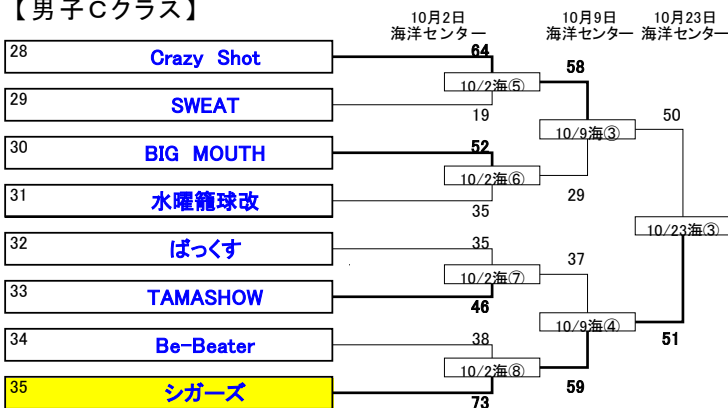 【男子Cクラス】
10月2日 10月9日 10月23日
海洋センター 海洋センター 海洋センター
28 Crazy Shot 64
58
10/2海⑤
29 SWEAT 19
50
10/9海③
30 BIG MOUTH 52
10/2海⑥
29
31 水曜籠球改 35
10/23海③
32 ばっくす 35
37
10/2海⑦
33 TAMASHOW 46
10/9海④
51
34 Be-Beater 38
10/2海⑧
59
35 シガーズ 73